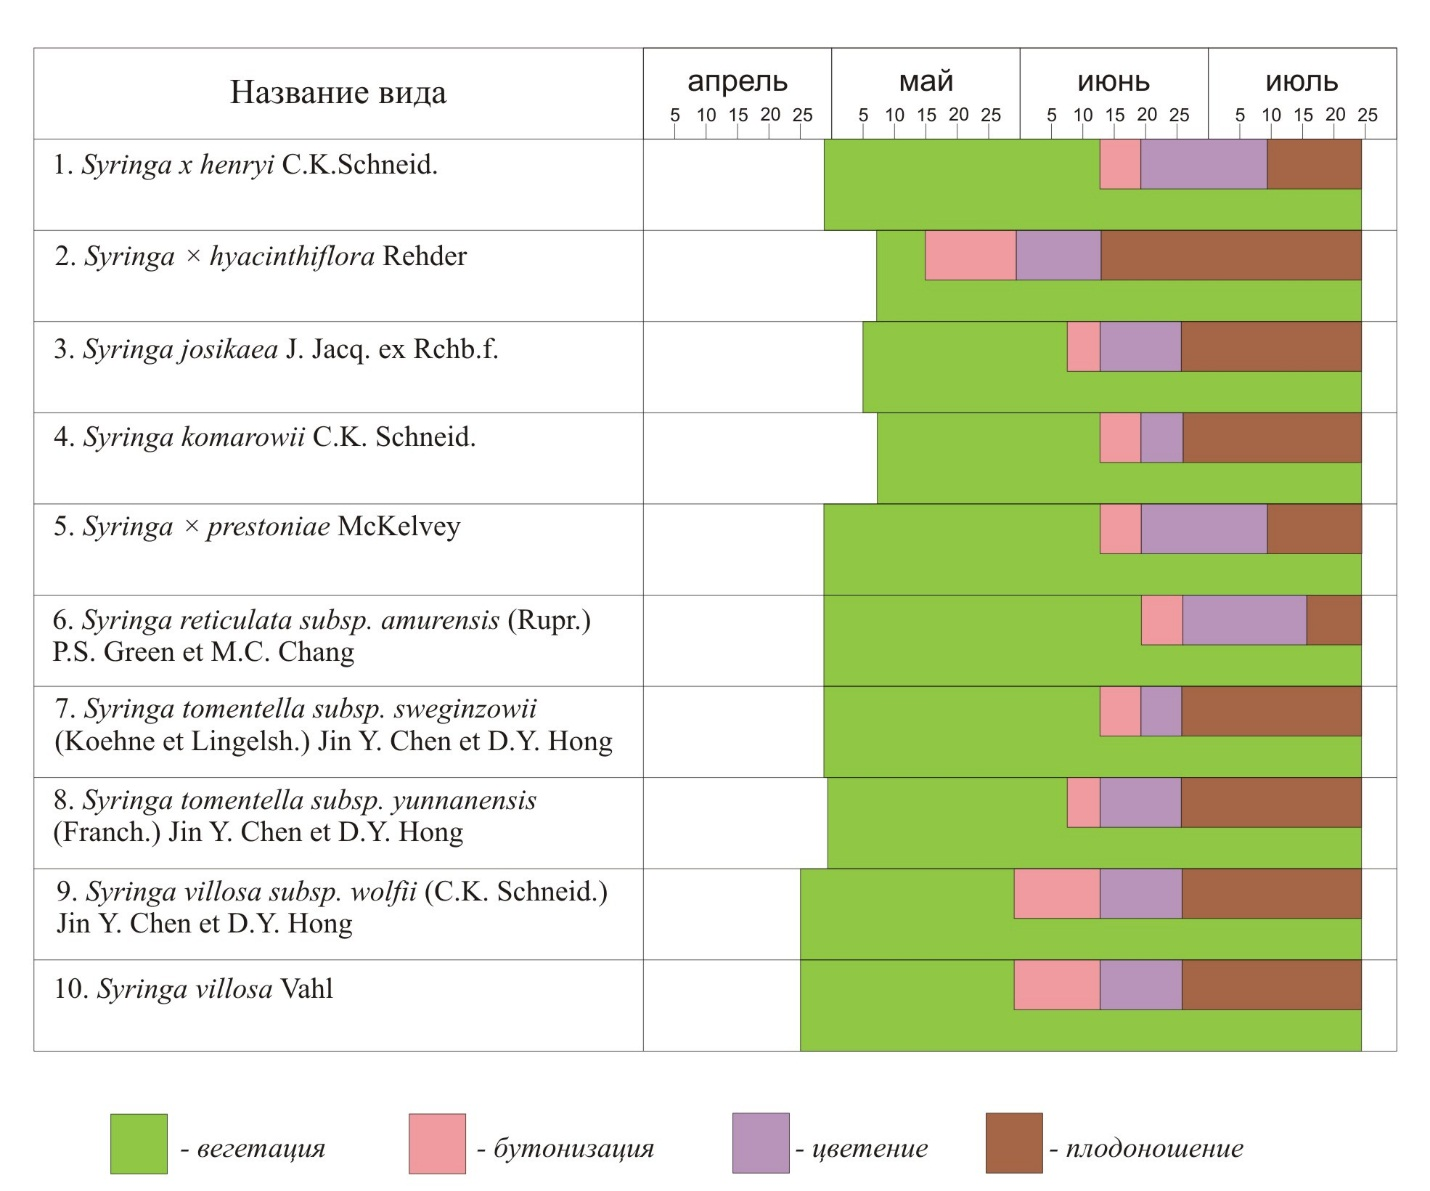 Название вида
апрель май июнь июль
5 10 15 20 25 5 10 15 20 25 5 10 15 20 25 5 10 15 20 25
1. Syringa x henryi C.K.Schneid.
2. Syringa × hyacinthiflora Rehder
3. Syringa josikaea J. Jacq. ex Rchb.f.
4. Syringa komarowii C.K. Schneid.
5. Syringa × prestoniae McKelvey
6. Syringa reticulata subsp. amurensis (Rupr.)
P.S. Green et M.C. Chang
7. Syringa tomentella subsp. sweginzowii
(Koehne et Lingelsh.) Jin Y. Chen et D.Y. Hong
8. Syringa tomentella subsp. yunnanensis
(Franch.) Jin Y. Chen et D.Y. Hong
9. Syringa villosa subsp. wolfii (C.K. Schneid.)
Jin Y. Chen et D.Y. Hong
10. Syringa villosa Vahl
- вегетация - бутонизация - цветение - плодоношение